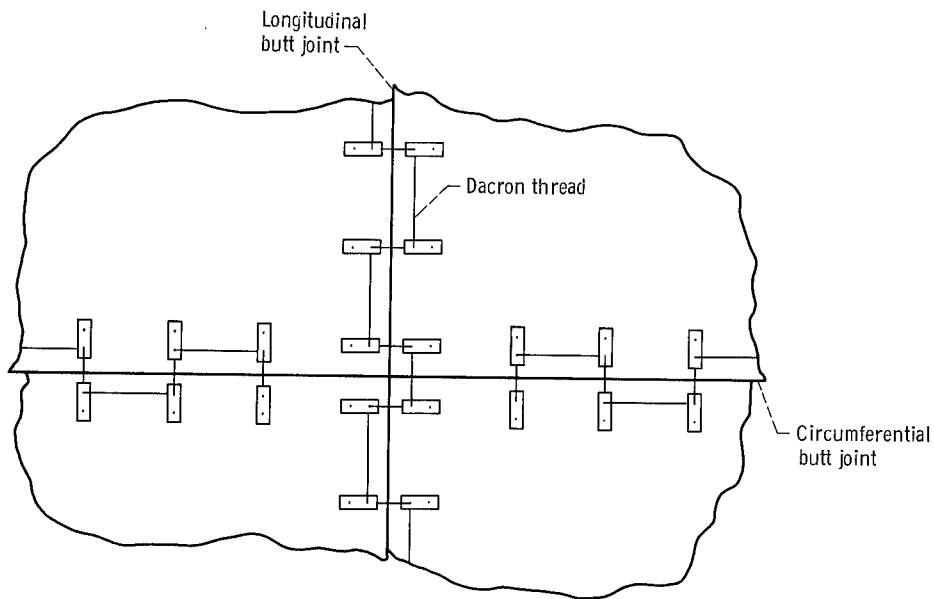 Longitudinal
butt joint
Dacron thread
Circumferential
butt joint